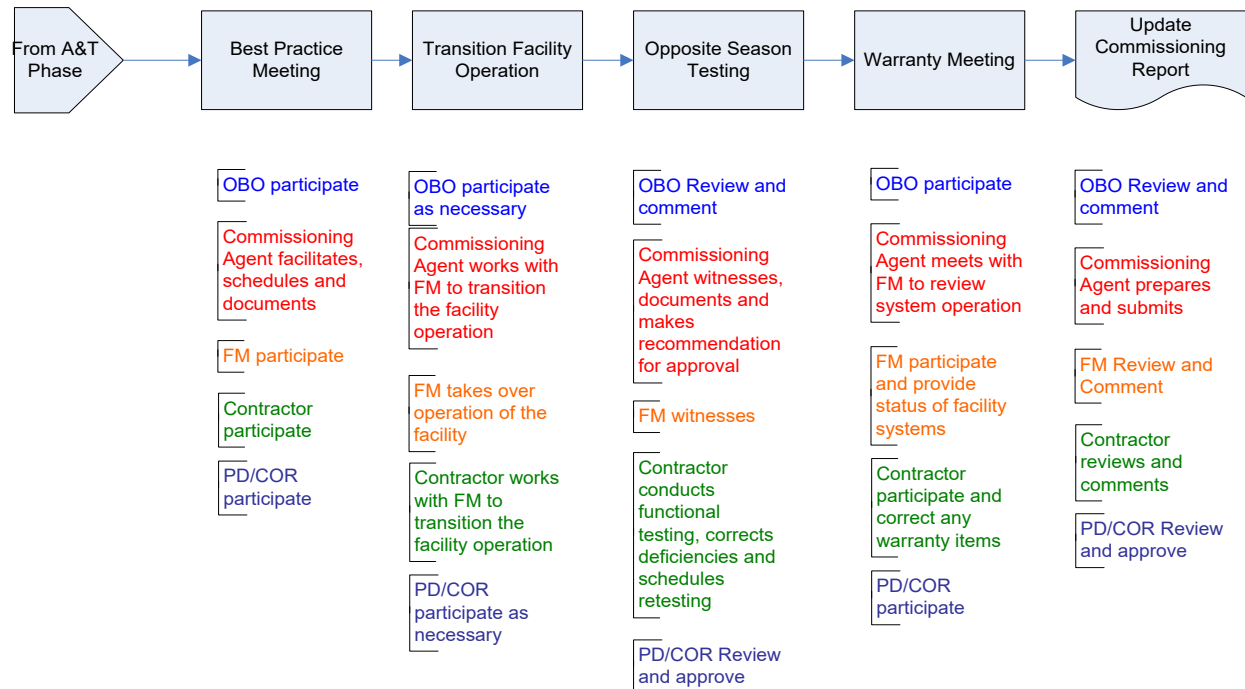 From A&T
Phase
Best Practice
Meeting
Transition Facility
Operation
Opposite Season
Testing
Warranty Meeting
Update
Commissioning
Report
OBO participate
Commissioning
Agent facilitates,
schedules and
documents
FM participate
Contractor
participate
PD/COR
participate
OBO participate
as necessary
Commissioning
Agent works with
FM to transition
the facility
operation
FM takes over
operation of the
facility
Contractor works
with FM to
transition the
facility operation
PD/COR
participate as
necessary
OBO Review and
comment
Commissioning
Agent witnesses,
documents and
makes
recommendation
for approval
FM witnesses
Contractor
conducts
functional
testing, corrects
deficiencies and
schedules
retesting
PD/COR Review
and approve
OBO participate
Commissioning
Agent meets with
FM to review
system operation
FM participate
and provide
status of facility
systems
Contractor
participate and
correct any
warranty items
PD/COR
participate
OBO Review and
comment
Commissioning
Agent prepares
and submits
FM Review and
Comment
Contractor
reviews and
comments
PD/COR Review
and approve